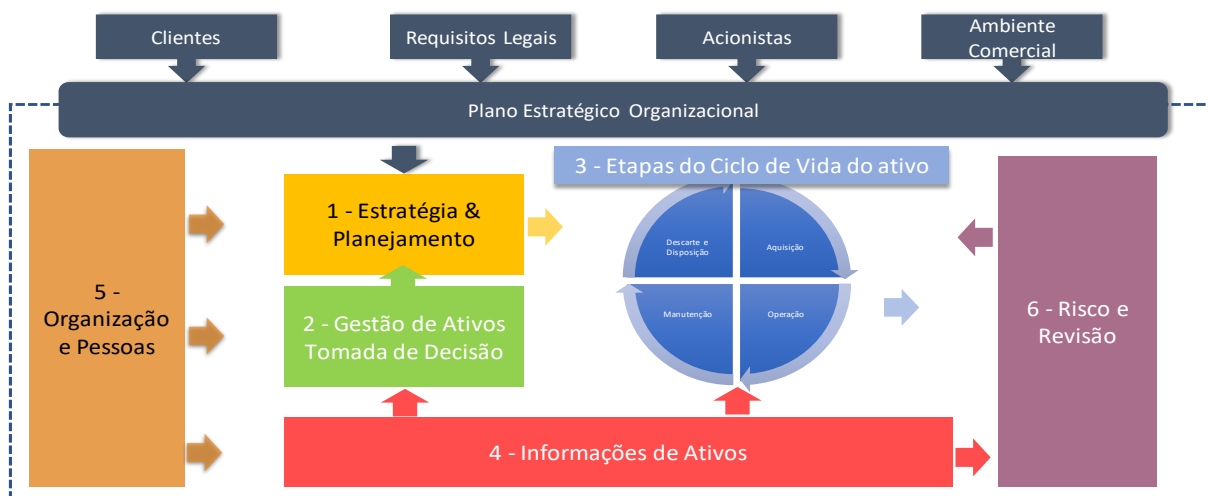 Clientes
Requisitos Legais
Acionistas
Ambiente
Comercial
Plano Estratégico Organizacional
3 - Etapas do Ciclo de Vida do ativo
1 - Estratégia &
Planejamento
Descarte e
Disposição
Aquisição
5 -
Organização
e Pessoas
2 - Gestão de Ativos
Tomada de Decisão
Manutenção
Operação
6 - Risco e
Revisão
4 - Informações de Ativos